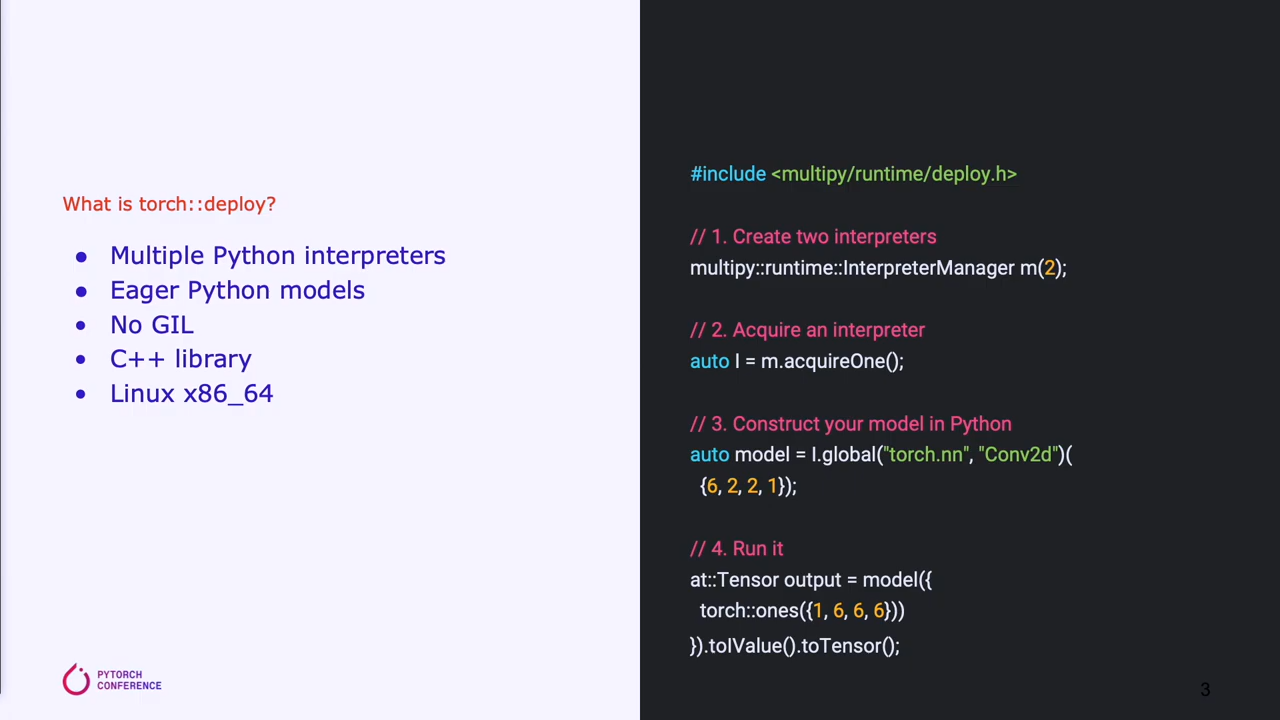 What is torch::deploy?
● Multiple Python interpreters
● Eager Python models
• No GIL
• C++ library
• Linux x86_64
PYTORCH
CONFERENCE
#include <multipy/runtime/deploy.h>
// 1. Create two interpreters
multipy::runtime::InterpreterManager m(2);
// 2. Acquire an interpreter
auto I = m.acquireOne();
// 3. Construct your model in Python
auto model = I.global("torch.nn", "Conv2d")(
{6, 2, 2, 1});
// 4. Run it
at::Tensor output = model({
torch::ones({1, 6, 6, 6}))
}).toIValue().toTensor();
3